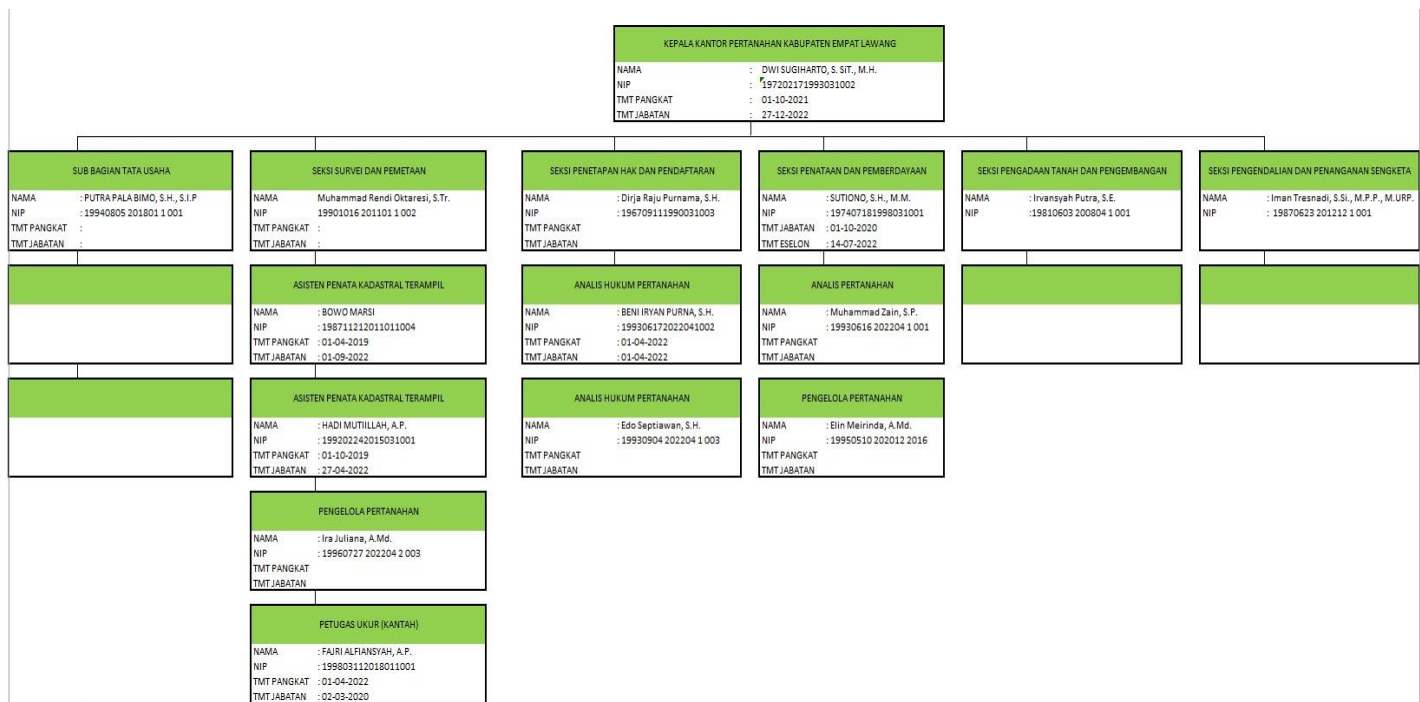 KEPALA KANTOR PERTANAHAN KABUPATEN EMPAT LAWANG
NAMA : DWI SUGIHARTO, S. SiT., M.H.
NIP : 197202171993031002
TMT PANGKAT : 01-10-2021
TMT JABATAN : 27-12-2022
SUB BAGIAN TATA USAHA
NAMA : PUTRA PALA BIMO, S.H., S.I.P
NIP : 19940805 201801 1 001
TMT PANGKAT :
TMT JABATAN :
SEKSI SURVEI DAN PEMETAAN
NAMA Muhammad Rendi Oktaresi, S.Tr.
NIP 19901016 201101 1 002
TMT PANGKAT :
TMT JABATAN :
ASISTEN PENATA KADASTRAL TERAMPIL
NAMA : BOWO MARSI
NIP : 198711212011011004
TMT PANGKAT : 01-04-2019
TMT JABATAN : 01-09-2022
ASISTEN PENATA KADASTRAL TERAMPIL
NAMA : HADI MUTIILLAH, A.P.
NIP : 199202242015031001
TMT PANGKAT : 01-10-2019
TMT JABATAN : 27-04-2022
PENGELOLA PERTANAHAN
NAMA : Ira Juliana, A.Md.
NIP : 19960727 202204 2 003
TMT PANGKAT
TMT JABATAN
PETUGAS UKUR (KANTAH)
NAMA : FAJRI ALFIANSYAH, A.P.
NIP : 199803112018011001
TMT PANGKAT : 01-04-2022
TMT JABATAN : 02-03-2020
SEKSI PENETAPAN HAK DAN PENDAFTARAN
NAMA : Dirja Raju Purnama, S.H.
NIP : 196709111990031003
TMT PANGKAT
TMT JABATAN
ANALIS HUKUM PERTANAHAN
NAMA : BENI IRYAN PURNA, S.H.
NIP : 199306172022041002
TMT PANGKAT : 01-04-2022
TMT JABATAN : 01-04-2022
ANALIS HUKUM PERTANAHAN
NAMA : Edo Septiawan, S.H.
NIP : 19930904 202204 1 003
TMT PANGKAT
TMT JABATAN
SEKSI PENATAAN DAN PEMBERDAYAAN
NAMA : SUTIONO, S.H., M.M.
NIP : 197407181998031001
TMT JABATAN : 01-10-2020
TMT ESELON : 14-07-2022
ANALIS PERTANAHAN
NAMA : Muhammad Zain, S.P.
NIP : 19930616 202204 1 001
TMT PANGKAT
TMT JABATAN
PENGELOLA PERTANAHAN
NAMA : Elin Meirinda, A.Md.
NIP : 19950510 202012 2016
TMT PANGKAT
TMT JABATAN
SEKSI PENGADAAN TANAH DAN PENGEMBANGAN
NAMA : Irvansyah Putra, S.E.
NIP :19810603 200804 1 001
SEKSI PENGENDALIAN DAN PENANGANAN SENGKETA
NAMA : Iman Tresnadi, S.Si., M.P.P., M.URP.
NIP : 19870623 201212 1 001